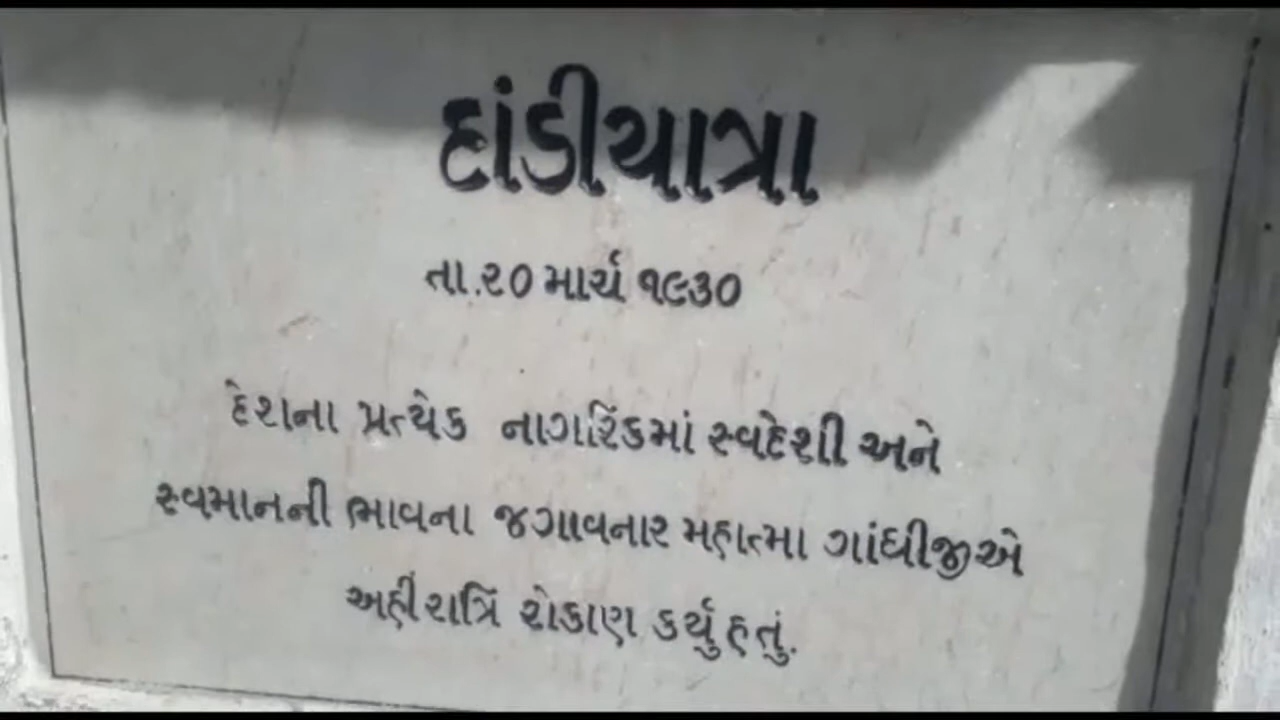 દાંડીયાત્રા
તા.૨૦ માર્ચ ૧૯૩૦
દેશના પ્રત્યેક નાગરિકમાં સ્વદેશી અને
સ્વમાનની ભાવના જગાવનાર મહાત્મા ગાંધીજીએ
અહીં રાત્રિ રોકાણ કર્યું હતું.